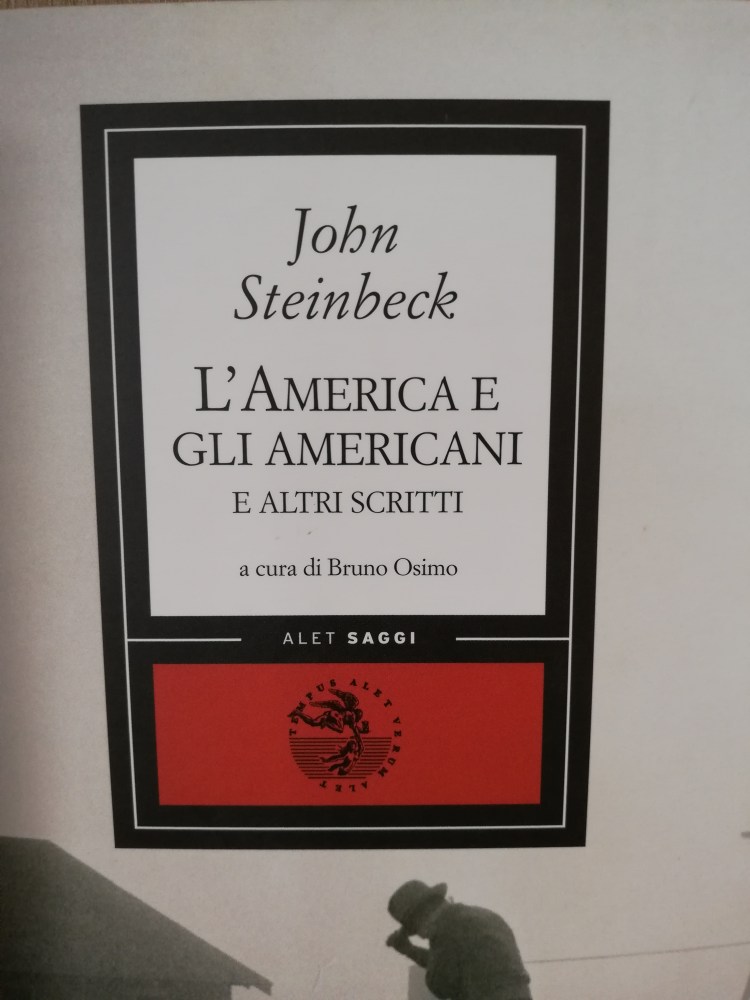 John
Steinbeck
L'AMERICA E
GLI AMERICANI
E ALTRI SCRITTI
a cura di Bruno Osimo
ALET SAGGI
TEMPUS ALET VERUM ALET